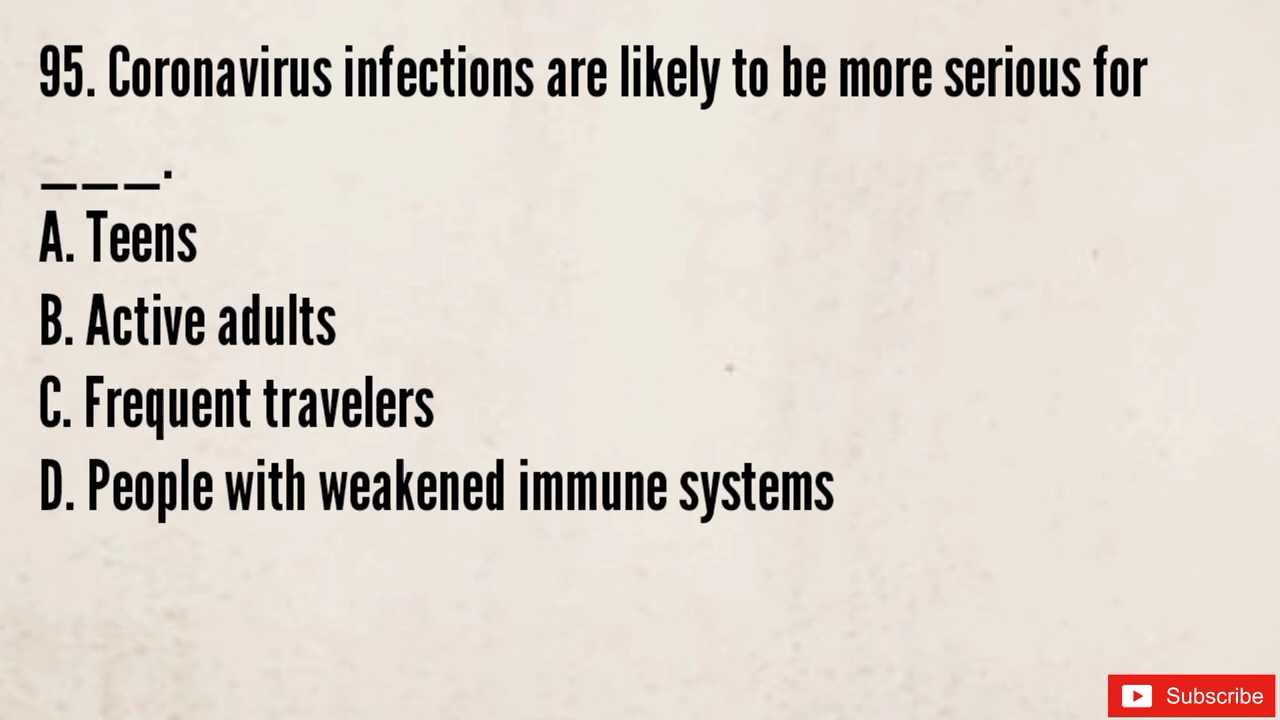 95. Coronavirus infections are likely to be more serious for
___.
A. Teens
B. Active adults
C. Frequent travelers
D. People with weakened immune systems
Subscribe